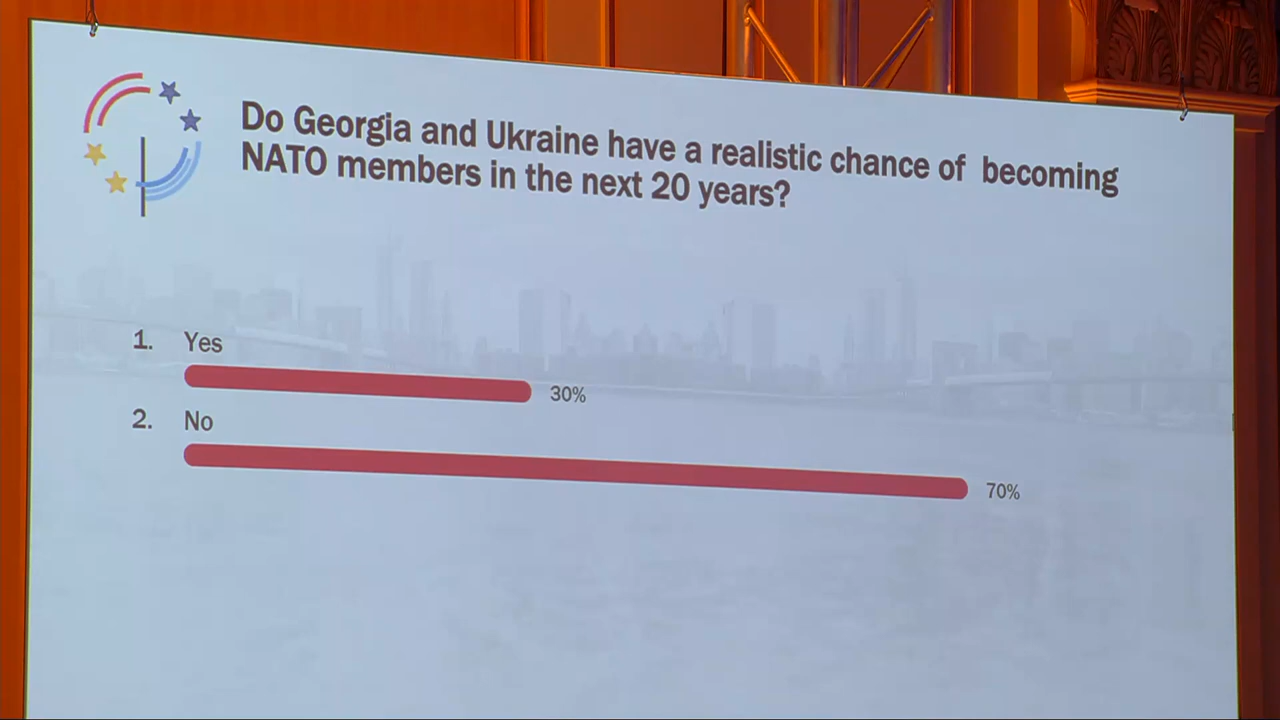 Do Georgia and Ukraine have a realistic chance of  becoming
NATO members in the next 20 years?
1. Yes
30%
2. No
70%